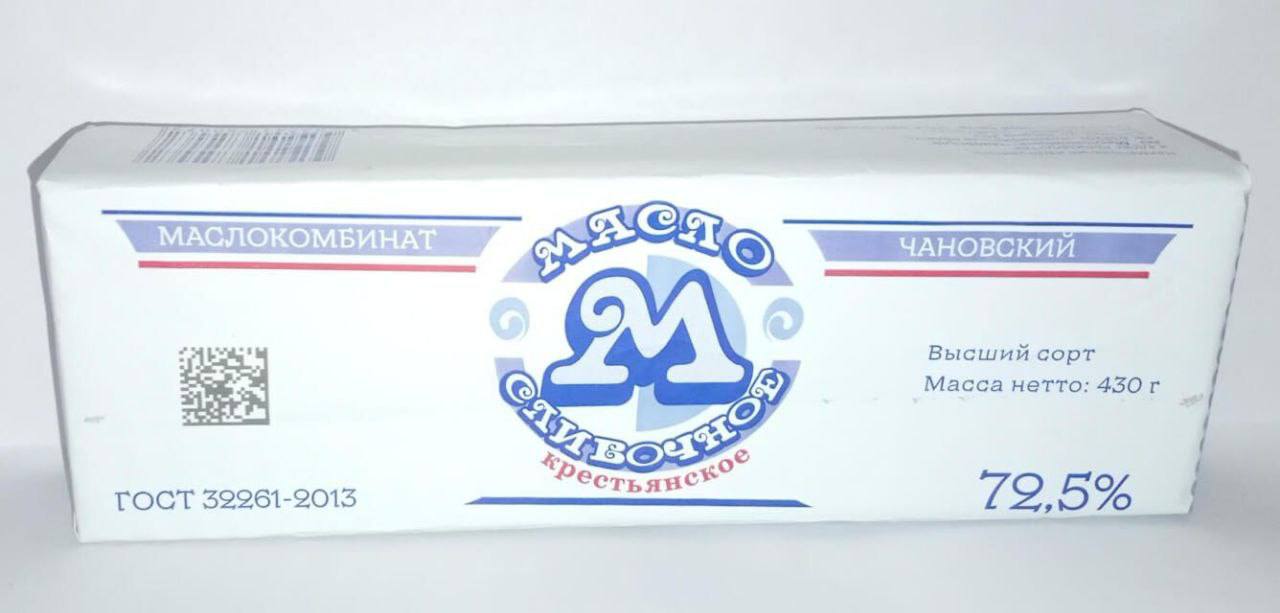 МАСЛОКОМБИНАТ
ЧАНОВСКИЙ
МАСЛО
М
СЛИВОЧНОЕ
крестьянское
Высший сорт
Масса нетто: 430 г
ГОСТ 32261-2013
72,5%